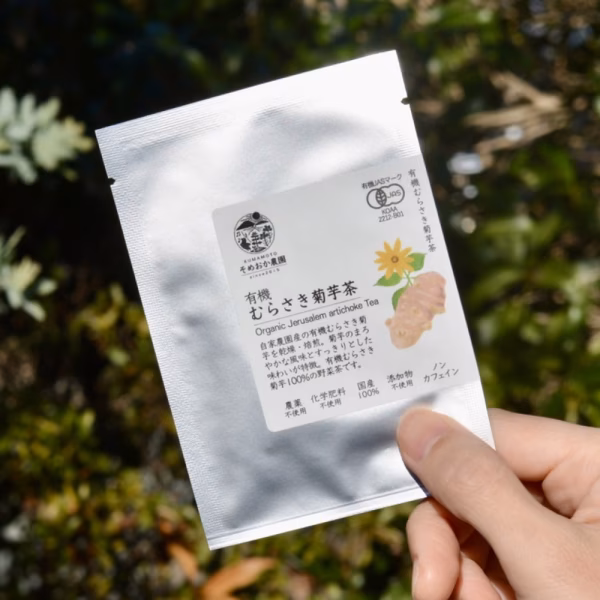 有機JASマーク
JAS
KOAA
2212-B01
有機むらさき菊芋茶
KUMAMOTO
そめおか農園
有機
むらさき菊芋茶
Organic Jerusalem artichoke Tea
自家農園産の有機むらさき菊
芋を乾燥・焙煎。菊芋のまろ
やかな風味とすっきりとした
味わいが特徴。有機むらさき
菊芋100%の野菜茶です。
農薬
不使用
化学肥料
不使用
国産
100%
添加物
不使用
ノン
カフェイン